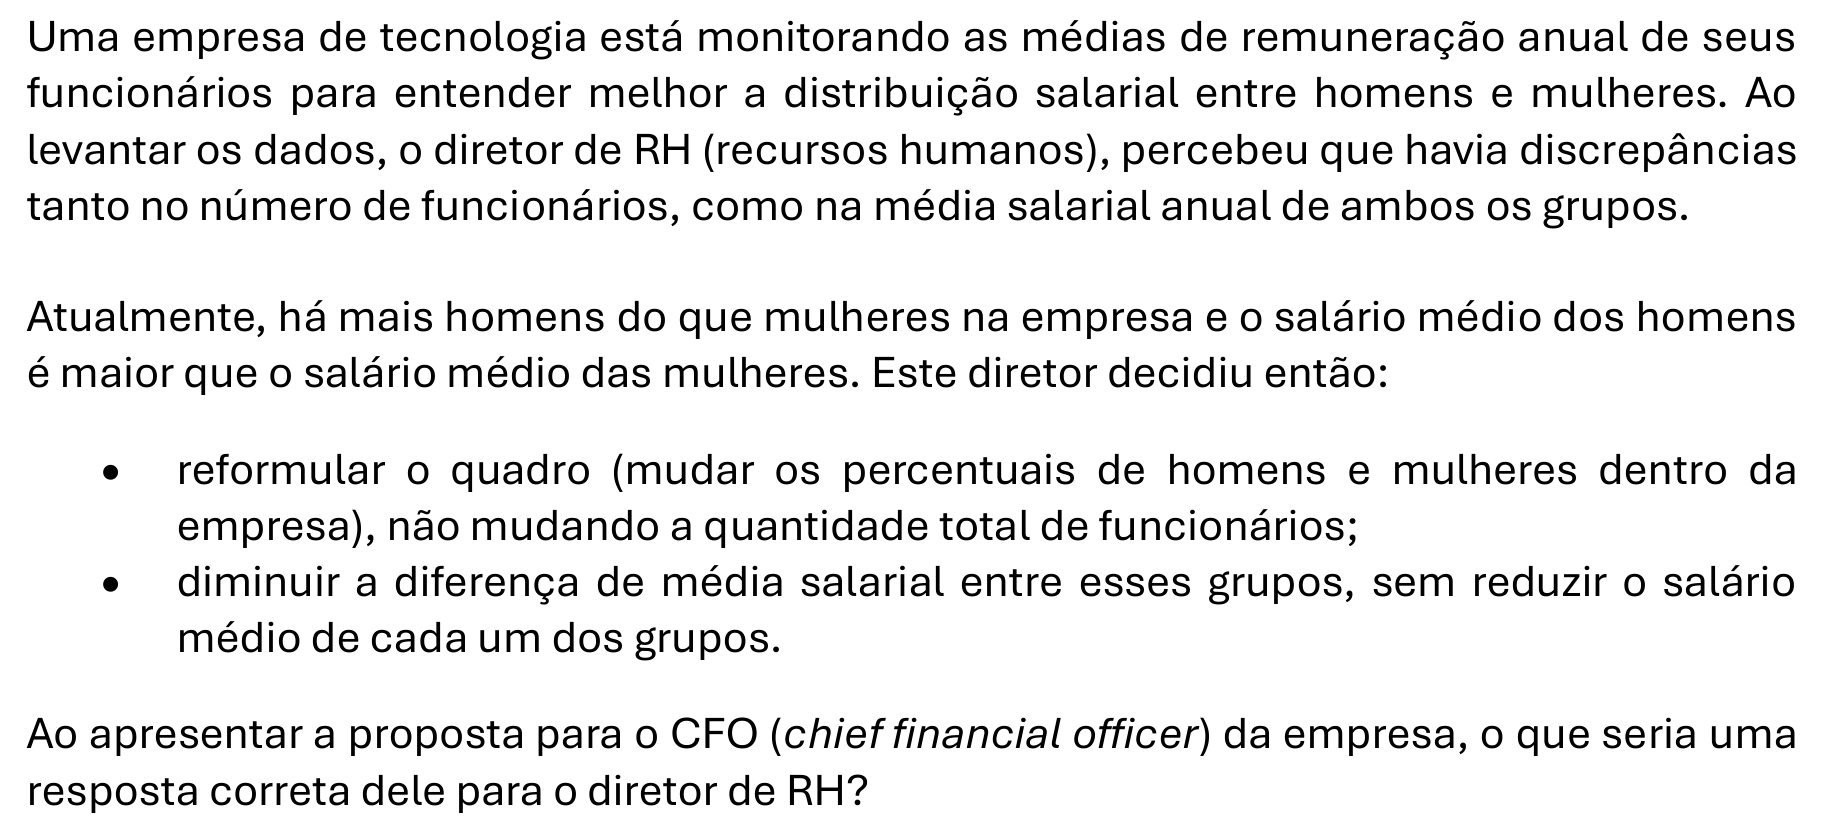 Uma empresa de tecnologia está monitorando as médias de remuneração anual de seus
funcionários para entender melhor a distribuição salarial entre homens e mulheres. Ao
levantar os dados, o diretor de RH (recursos humanos), percebeu que havia discrepâncias
tanto no número de funcionários, como na média salarial anual de ambos os grupos.
Atualmente, há mais homens do que mulheres na empresa e o salário médio dos homens
é maior que o salário médio das mulheres. Este diretor decidiu então:
• reformular o quadro (mudar os percentuais de homens e mulheres dentro da
empresa), não mudando a quantidade total de funcionários;
• diminuir a diferença de média salarial entre esses grupos, sem reduzir o salário
médio de cada um dos grupos.
Ao apresentar a proposta para o CFO (chief financial officer) da empresa, o que seria uma
resposta correta dele para o diretor de RH?